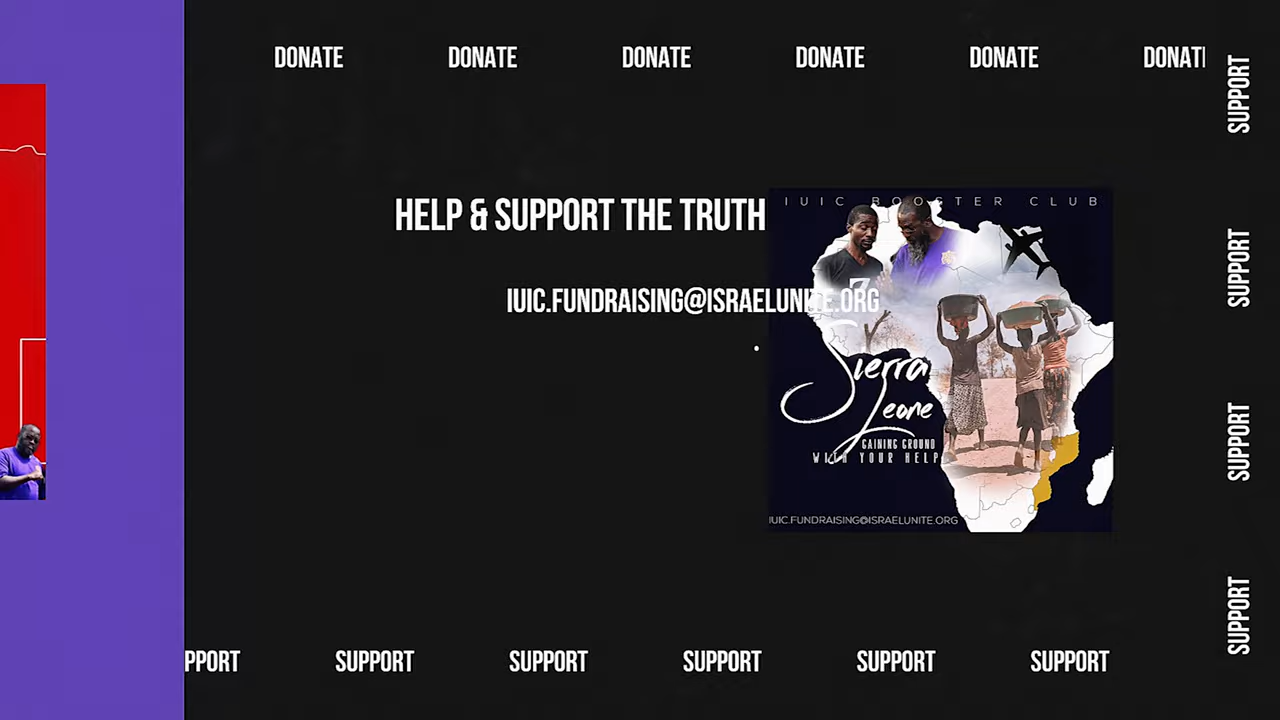 DONATE DONATE DONATE DONATE DONATE DONAT
SUPPORT
SUPPORT
SUPPORT
SUPPORT
HELP & SUPPORT THE TRUTH
IUIC.FUNDRAISING@ISRAELUNITE.ORG
IUIC BOOSTER CLUB
Sierra
Leone
GAINING GROUND
WITH YOUR HELP
IUIC.FUNDRAISING@ISRAELUNITE.ORG
PPORT SUPPORT SUPPORT SUPPORT SUPPORT SUPPORT